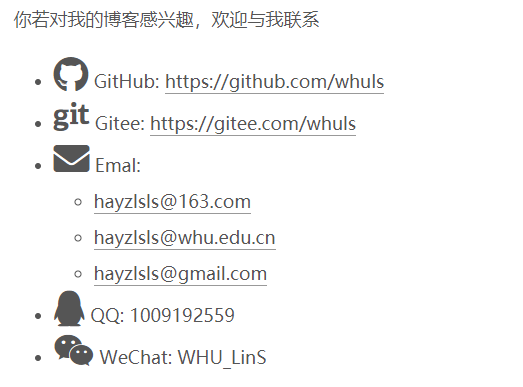 你若对我的博客感兴趣，欢迎与我联系
GitHub: https://github.com/whuls
git Gitee: https://gitee.com/whuls
Emal:
hayzlsls@163.com
hayzlsls@whu.edu.cn
hayzlsls@gmail.com
QQ: 1009192559
WeChat: WHU_LinS